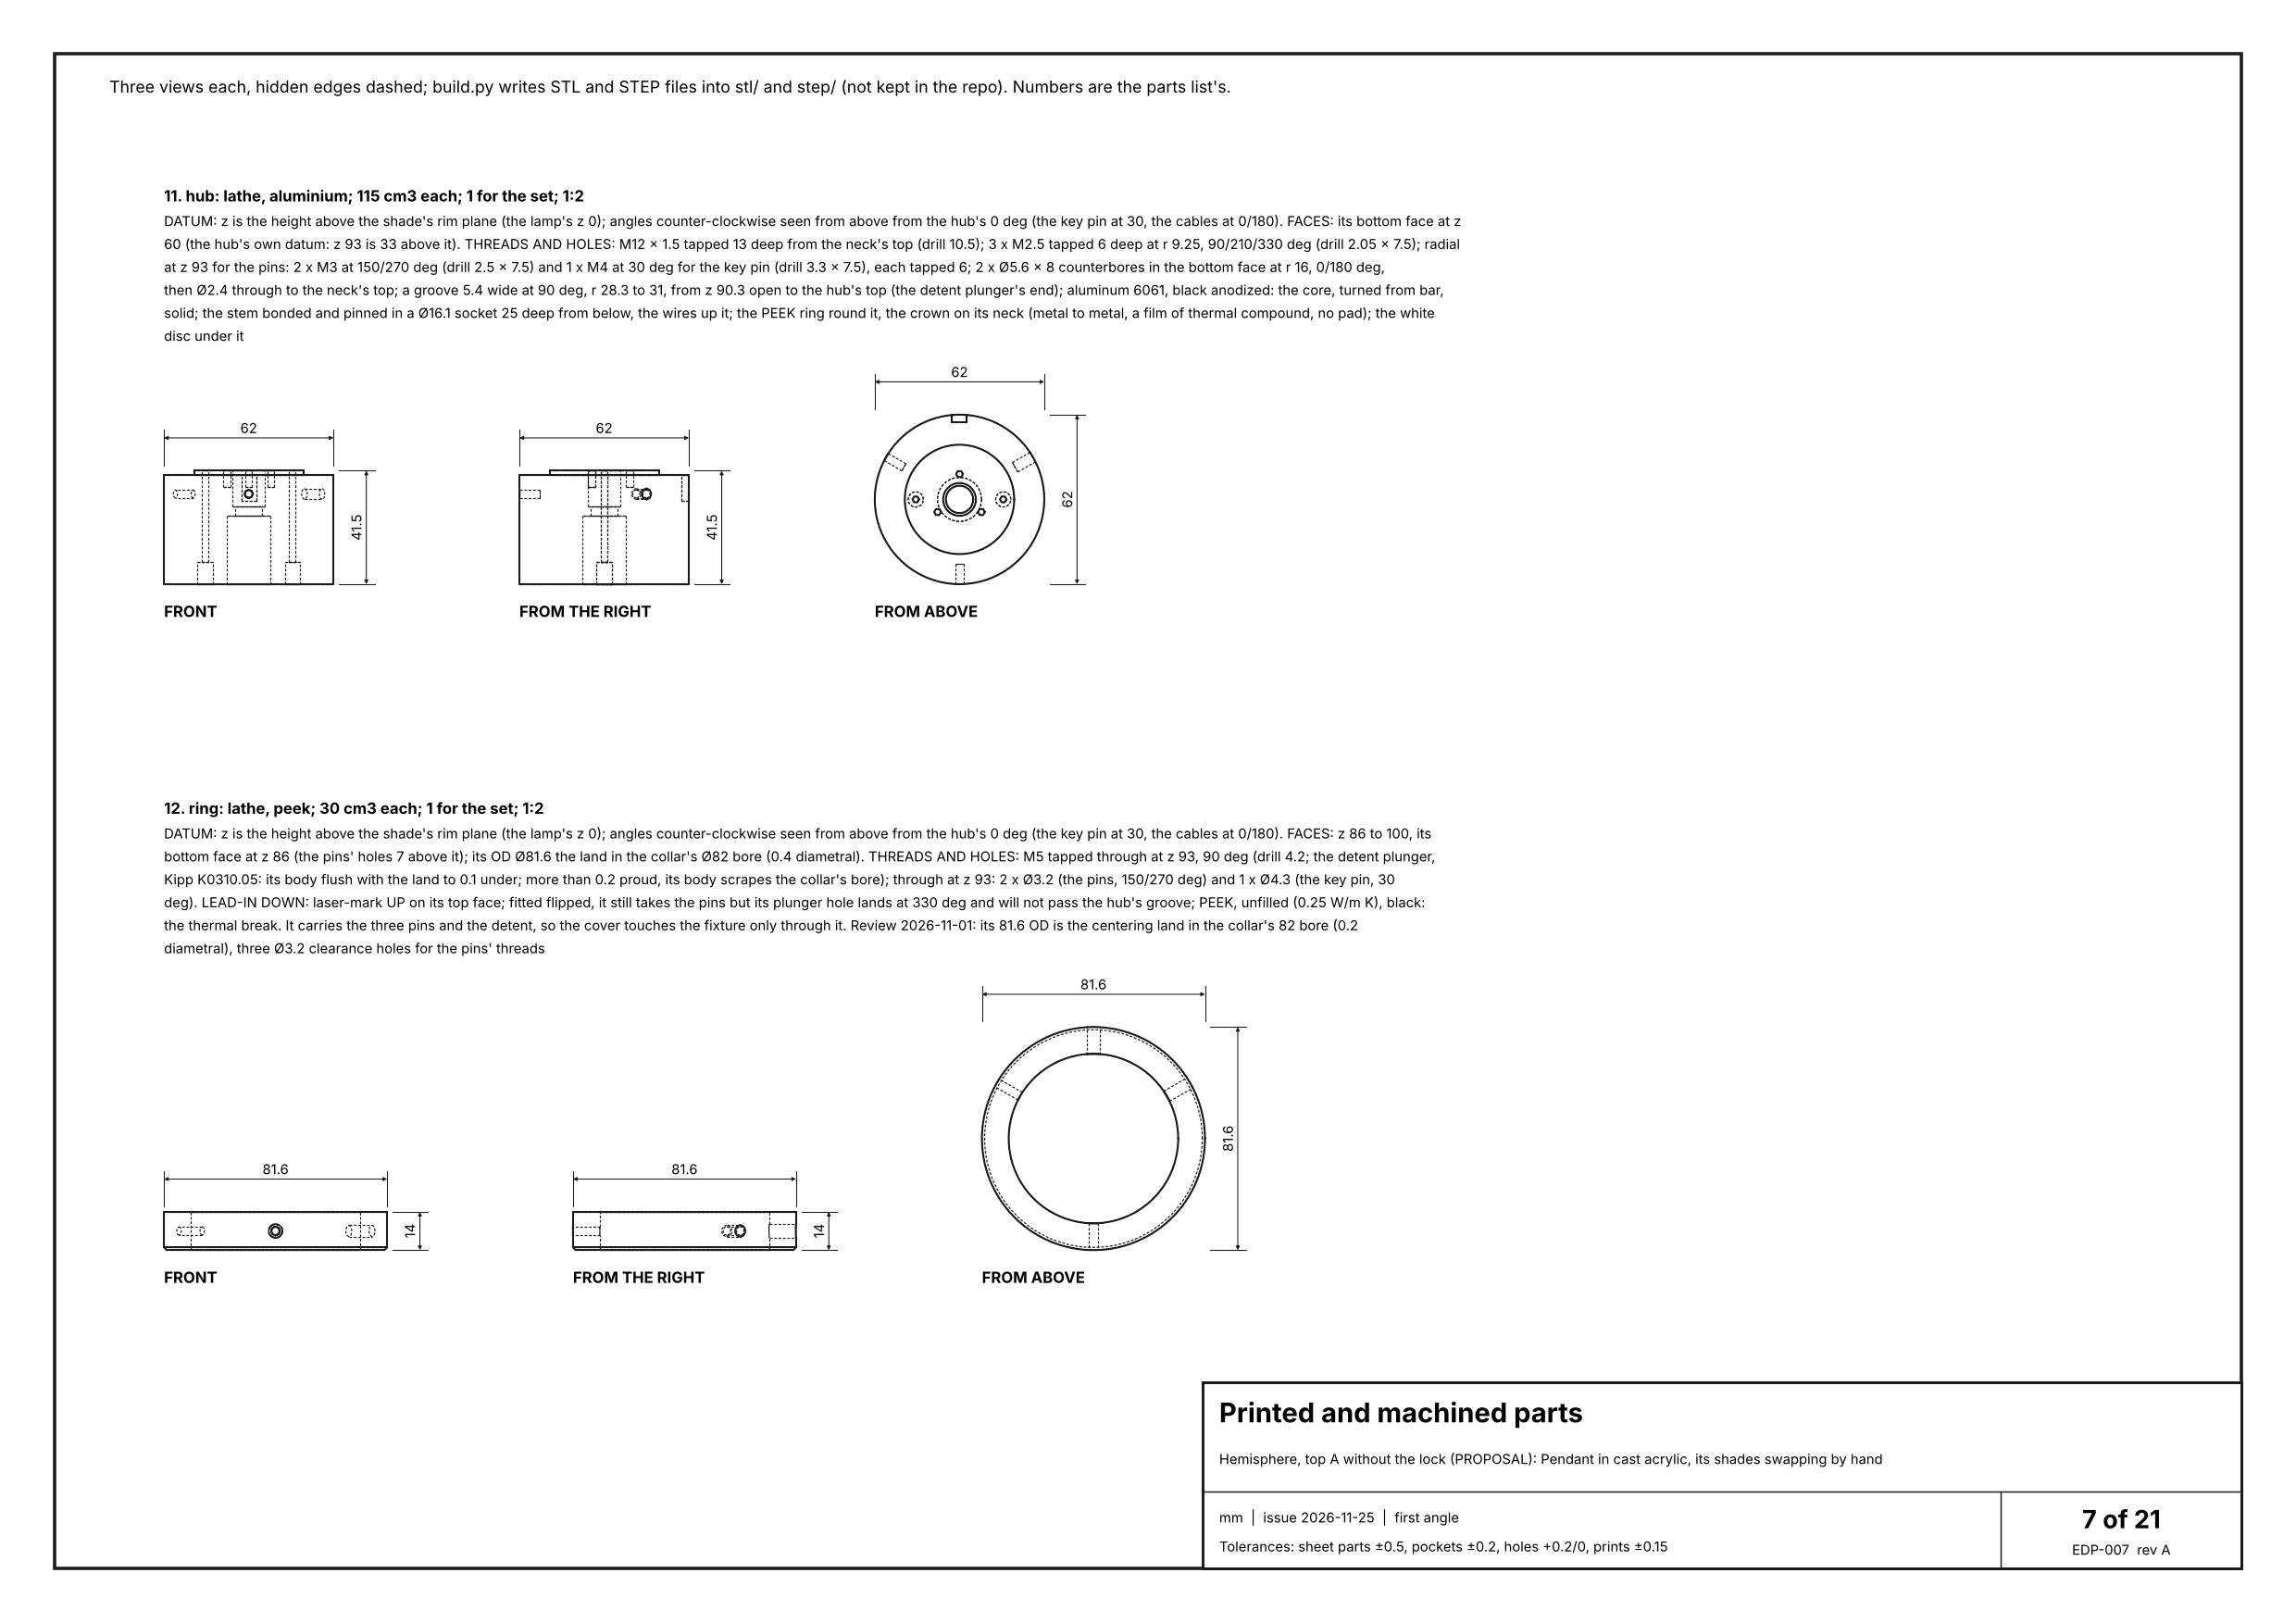 Three views each, hidden edges dashed; build.py writes STL and STEP files into stl/ and step/ (not kept in the repo). Numbers are the parts list's.
11. hub: lathe, aluminium; 115 cm3 each; 1 for the set; 1:2
DATUM: z is the height above the shade's rim plane (the lamp's z 0); angles counter-clockwise seen from above from the hub's 0 deg (the key pin at 30, the cables at 0/180). FACES: its bottom face at z
60 (the hub's own datum: z 93 is 33 above it). THREADS AND HOLES: M12 × 1.5 tapped 13 deep from the neck's top (drill 10.5); 3 x M2.5 tapped 6 deep at r 9.25, 90/210/330 deg (drill 2.05 × 7.5); radial
at z 93 for the pins: 2 x M3 at 150/270 deg (drill 2.5 × 7.5) and 1 x M4 at 30 deg for the key pin (drill 3.3 × 7.5), each tapped 6; 2 x Ø5.6 × 8 counterbores in the bottom face at r 16, 0/180 deg,
then Ø2.4 through to the neck's top; a groove 5.4 wide at 90 deg, r 28.3 to 31, from z 90.3 open to the hub's top (the detent plunger's end); aluminum 6061, black anodized: the core, turned from bar,
solid; the stem bonded and pinned in a Ø16.1 socket 25 deep from below, the wires up it; the PEEK ring round it, the crown on its neck (metal to metal, a film of thermal compound, no pad); the white
disc under it
62
62
62
41.5
41.5
62
FRONT
FROM THE RIGHT
FROM ABOVE
12. ring: lathe, peek; 30 cm3 each; 1 for the set; 1:2
DATUM: z is the height above the shade's rim plane (the lamp's z 0); angles counter-clockwise seen from above from the hub's 0 deg (the key pin at 30, the cables at 0/180). FACES: z 86 to 100, its
bottom face at z 86 (the pins' holes 7 above it); its OD Ø81.6 the land in the collar's Ø82 bore (0.4 diametral). THREADS AND HOLES: M5 tapped through at z 93, 90 deg (drill 4.2; the detent plunger,
Kipp K0310.05: its body flush with the land to 0.1 under; more than 0.2 proud, its body scrapes the collar's bore); through at z 93: 2 x Ø3.2 (the pins, 150/270 deg) and 1 x Ø4.3 (the key pin, 30
deg). LEAD-IN DOWN: laser-mark UP on its top face; fitted flipped, it still takes the pins but its plunger hole lands at 330 deg and will not pass the hub's groove; PEEK, unfilled (0.25 W/m K), black:
the thermal break. It carries the three pins and the detent, so the cover touches the fixture only through it. Review 2026-11-01: its 81.6 OD is the centering land in the collar's 82 bore (0.2
diametral), three Ø3.2 clearance holes for the pins' threads
81.6
81.6
81.6
14
14
81.6
FRONT
FROM THE RIGHT
FROM ABOVE
Printed and machined parts
Hemisphere, top A without the lock (PROPOSAL): Pendant in cast acrylic, its shades swapping by hand
mm | issue 2026-11-25 | first angle
Tolerances: sheet parts ±0.5, pockets ±0.2, holes +0.2/0, prints ±0.15
7 of 21
EDP-007 rev A